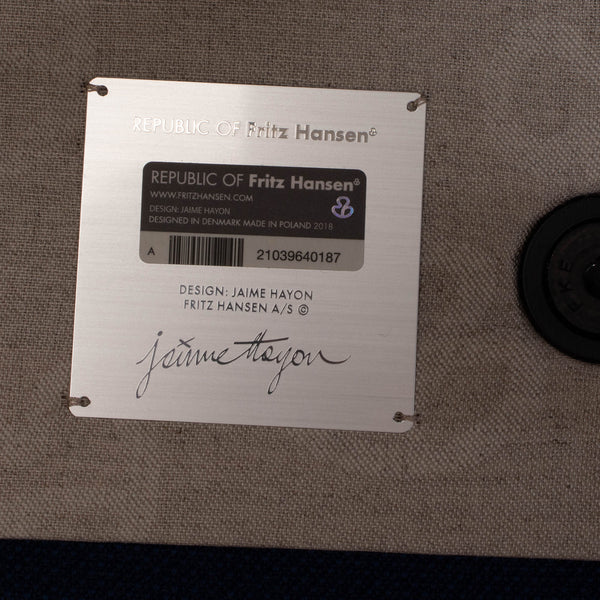 REPUBLIC OF Fritz Hansen
REPUBLIC OF Fritz Hansen
WWW.FRITZHANSEN.COM
DESIGN: JAIME HAYON
DESIGNED IN DENMARK MADE IN POLAND 2018
A 21039640187
DESIGN: JAIME HAYON
FRITZ HANSEN A/S ©
jaime Hayon